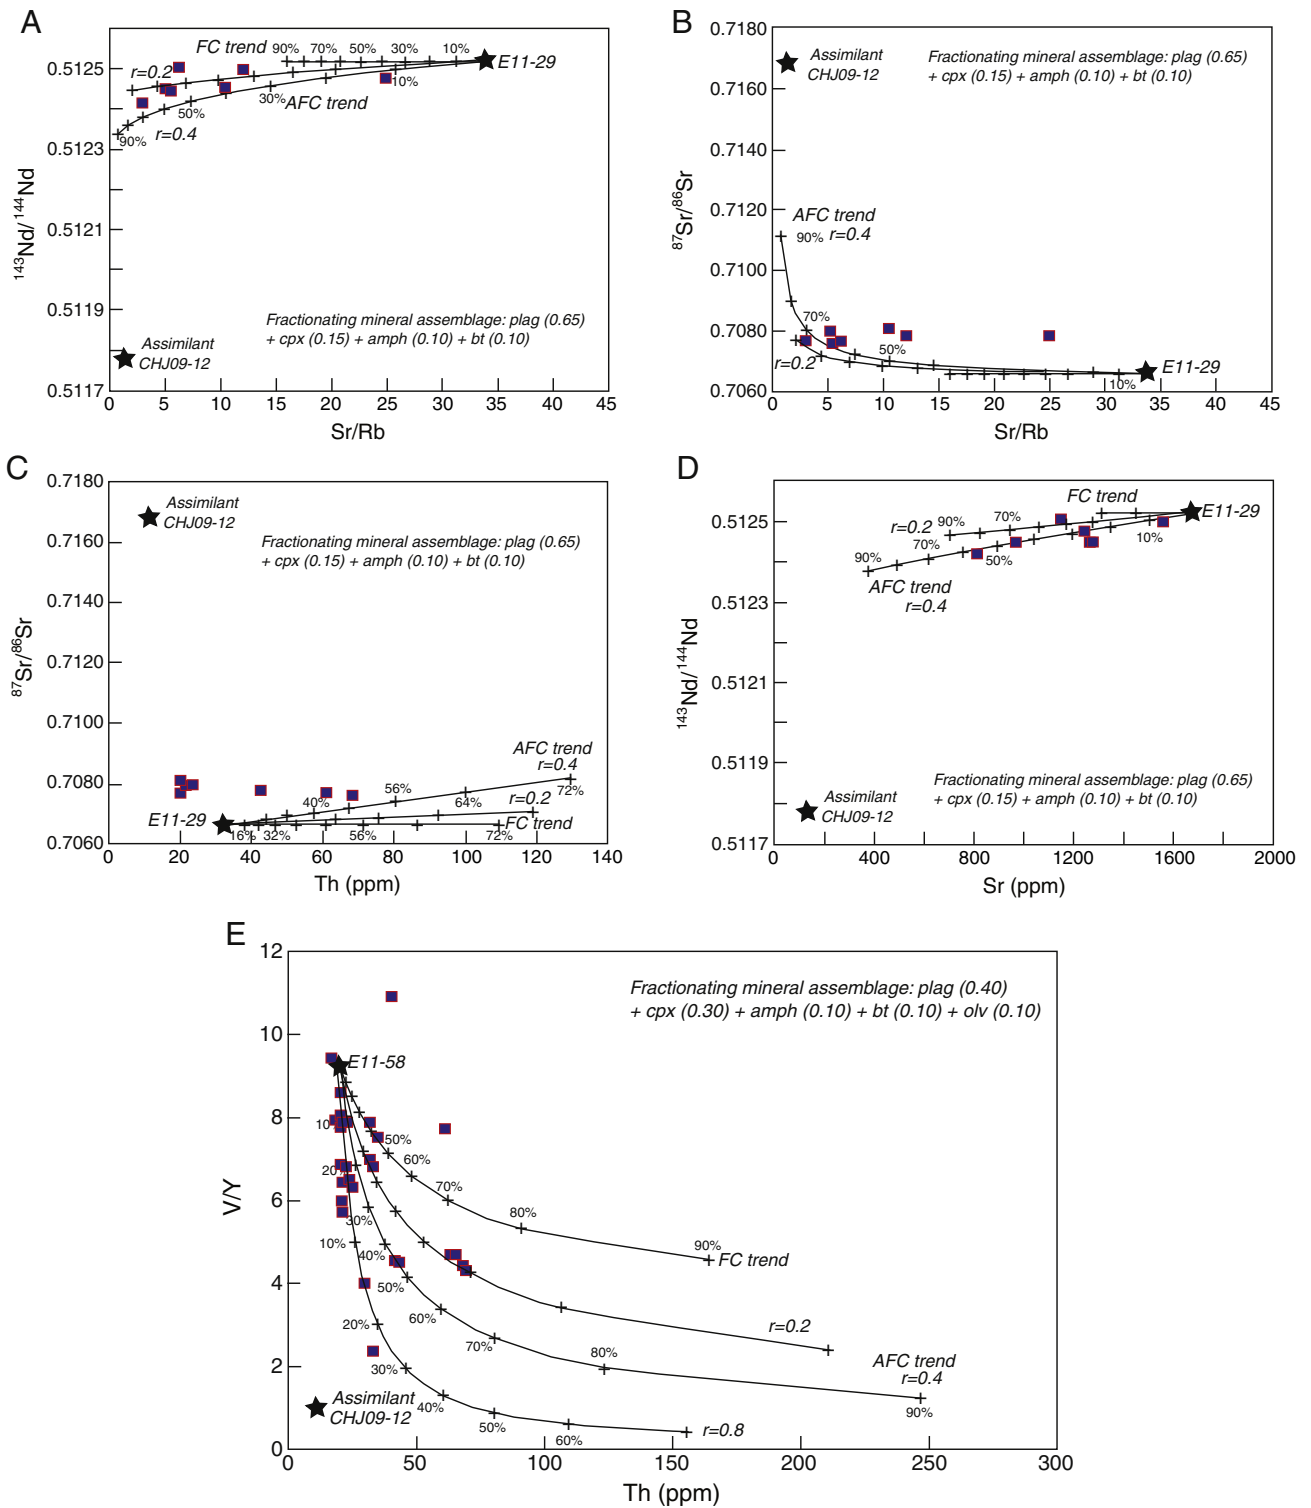 A
FC trend
90% 70% 50% 30% 10%
E11-29
0.5125
r=0.2
10%
30%
AFC trend
50%
r=0.4
90%
0.5123
0.5121
0.5119
0.5117
143Nd/144Nd
Fractionating mineral assemblage: plag (0.65)
+ cpx (0.15) + amph (0.10) + bt (0.10)
Assimilant
CHJ09-12
0 5 10 15 20 25 30 35 40 45
Sr/Rb
B
0.7180
0.7160
0.7140
0.7120
0.7100
0.7080
0.7060
87Sr/86Sr
Assimilant
CHJ09-12
Fractionating mineral assemblage: plag (0.65)
+ cpx (0.15) + amph (0.10) + bt (0.10)
AFC trend
90% r=0.4
70%
50%
r=0.2
10%
E11-29
0 5 10 15 20 25 30 35 40 45
Sr/Rb
C
0.7180
0.7160
0.7140
0.7120
0.7100
0.7080
0.7060
87Sr/86Sr
Assimilant
CHJ09-12
Fractionating mineral assemblage: plag (0.65)
+ cpx (0.15) + amph (0.10) + bt (0.10)
AFC trend
r=0.4
56%
72%
40%
64%
r=0.2
E11-29
FC trend
16% 32% 56% 72%
0 20 40 60 80 100 120 140
Th (ppm)
D
0.5125
0.5123
0.5121
0.5119
0.5117
143Nd/144Nd
FC trend
E11-29
r=0.2 90% 70%
10%
70%
50%
90%
AFC trend
r=0.4
Fractionating mineral assemblage: plag (0.65)
+ cpx (0.15) + amph (0.10) + bt (0.10)
Assimilant
CHJ09-12
0 400 800 1200 1600 2000
Sr (ppm)
E
12
10
8
6
4
2
0
V/Y
Fractionating mineral assemblage: plag (0.40)
+ cpx (0.30) + amph (0.10) + bt (0.10) + olv (0.10)
E11-58
50%
60%
70%
80%
90%
FC trend
20%
30%
40%
50%
60%
70%
80%
90%
r=0.2
AFC trend
r=0.4
10%
20%
30%
40%
50%
60%
r=0.8
Assimilant
CHJ09-12
0 50 100 150 200 250 300
Th (ppm)